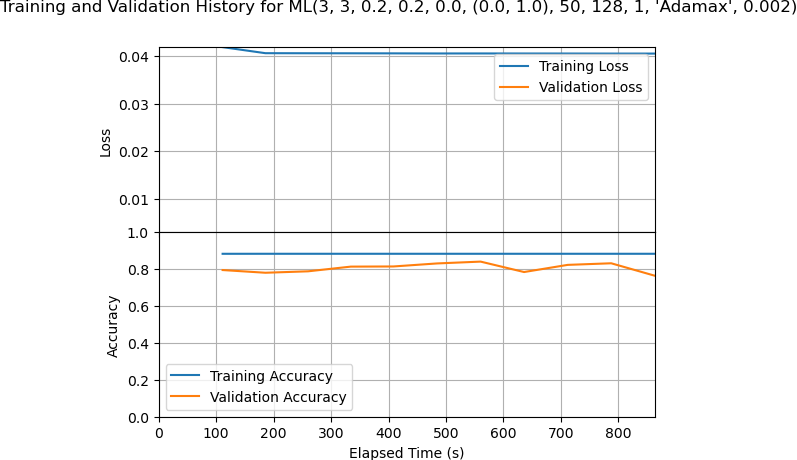 Training and Validation History for ML(3, 3, 0.2, 0.2, 0.0, (0.0, 1.0), 50, 128, 1, 'Adamax', 0.002)
0.04
0.03
0.02
0.01
Loss
Training Loss
Validation Loss
1.0
0.8
0.6
0.4
0.2
0.0
Accuracy
Training Accuracy
Validation Accuracy
0 100 200 300 400 500 600 700 800
Elapsed Time (s)